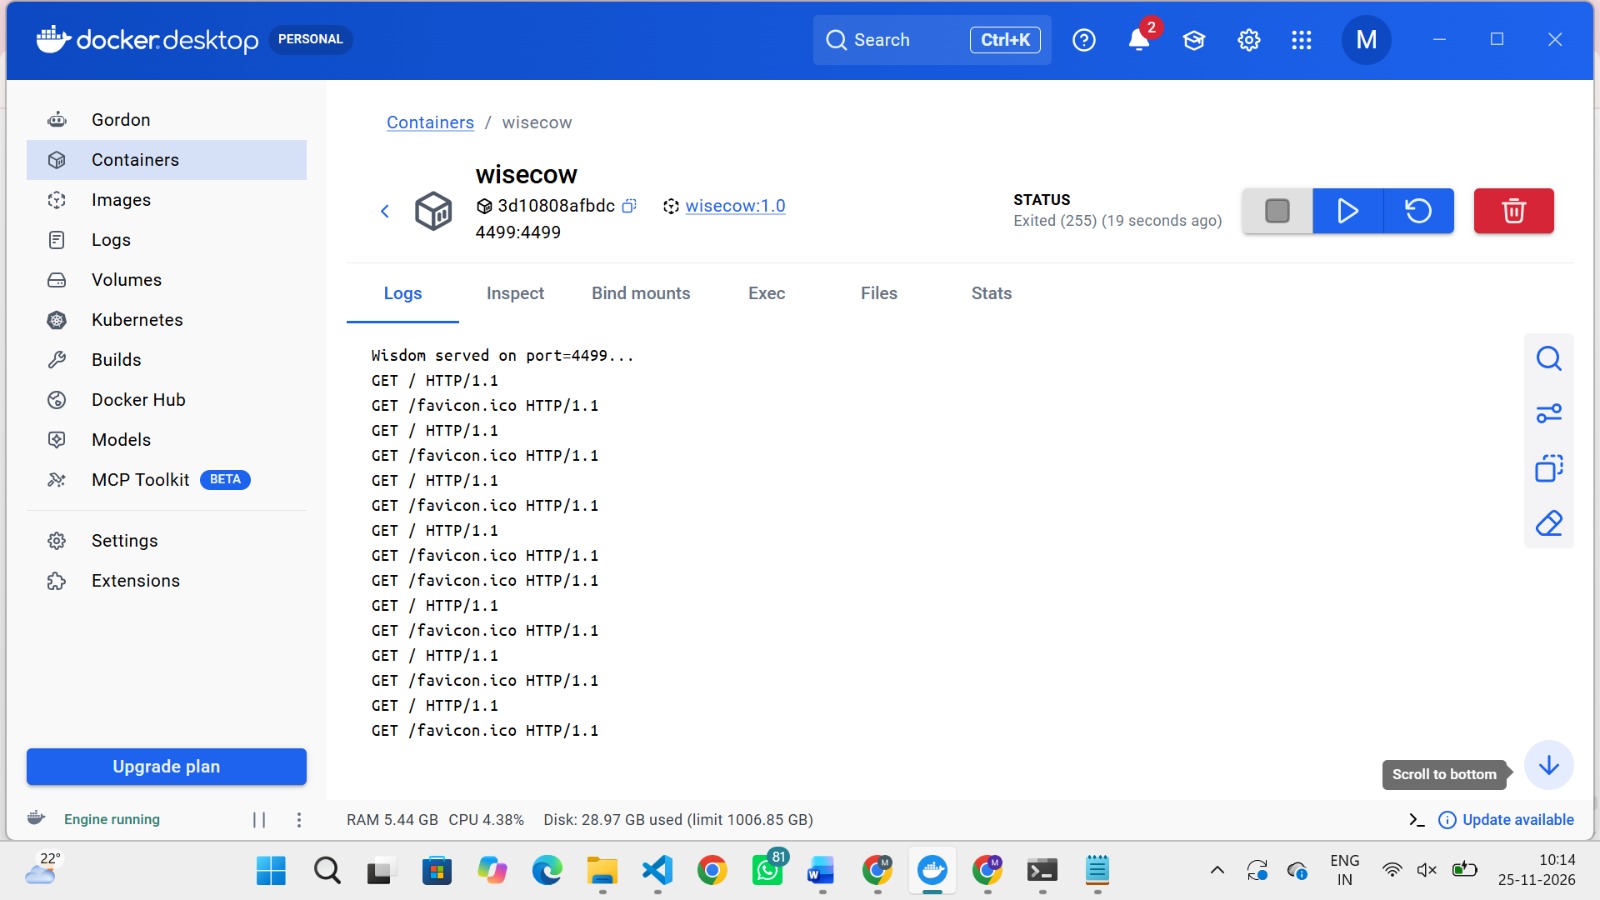 docker.desktop PERSONAL
Search Ctrl+K
2
M
Gordon
Containers
Images
Logs
Volumes
Kubernetes
Builds
Docker Hub
Models
MCP Toolkit BETA
Settings
Extensions
Upgrade plan
Engine running
Containers / wisecow
wisecow
3d10808afbdc wisecow:1.0
4499:4499
STATUS
Exited (255) (19 seconds ago)
Logs Inspect Bind mounts Exec Files Stats
Wisdom served on port=4499...
GET / HTTP/1.1
GET /favicon.ico HTTP/1.1
GET / HTTP/1.1
GET /favicon.ico HTTP/1.1
GET / HTTP/1.1
GET /favicon.ico HTTP/1.1
GET / HTTP/1.1
GET /favicon.ico HTTP/1.1
GET /favicon.ico HTTP/1.1
GET / HTTP/1.1
GET /favicon.ico HTTP/1.1
GET / HTTP/1.1
GET /favicon.ico HTTP/1.1
GET / HTTP/1.1
GET /favicon.ico HTTP/1.1
Scroll to bottom
RAM 5.44 GB CPU 4.38% Disk: 28.97 GB used (limit 1006.85 GB)
Update available
22°
81
W
M
M
ENG
IN
10:14
25-11-2026